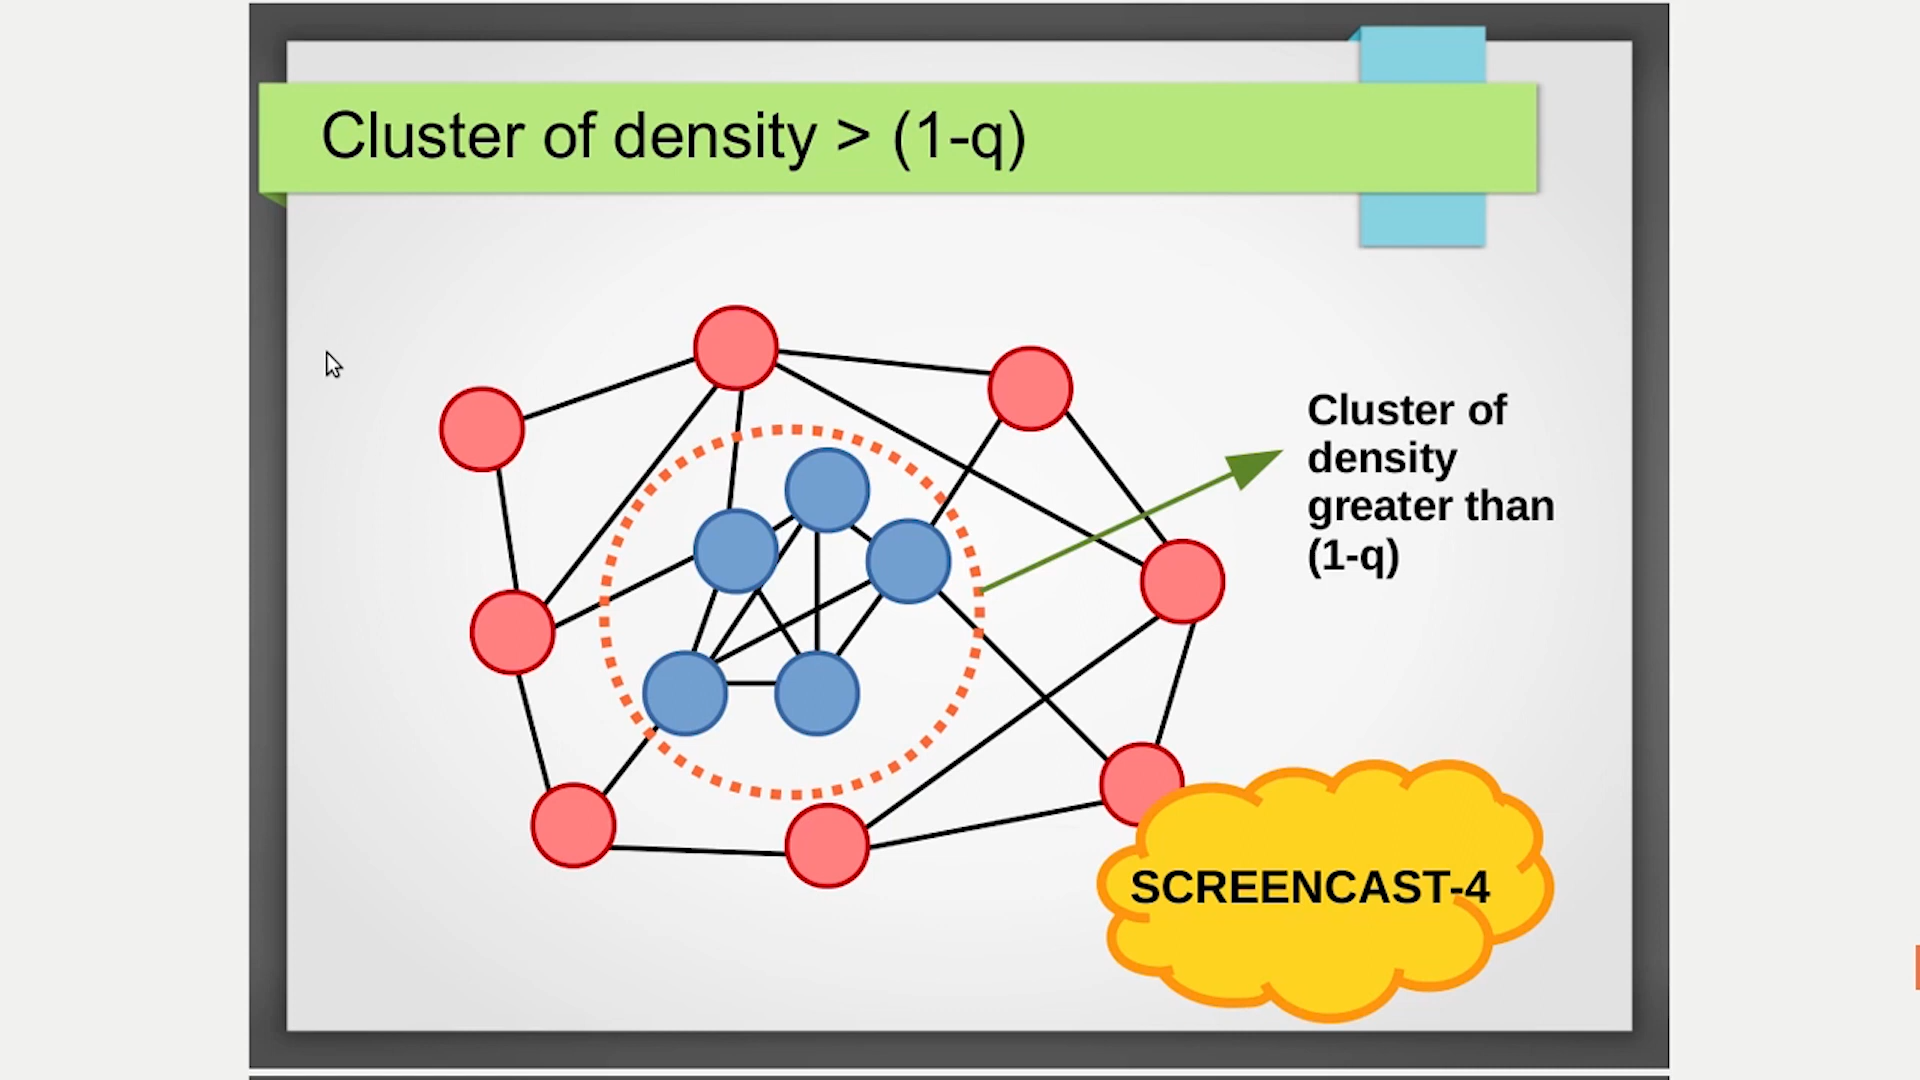 Cluster of density > (1-q)
Cluster of
density
greater than
(1-q)
SCREENCAST-4